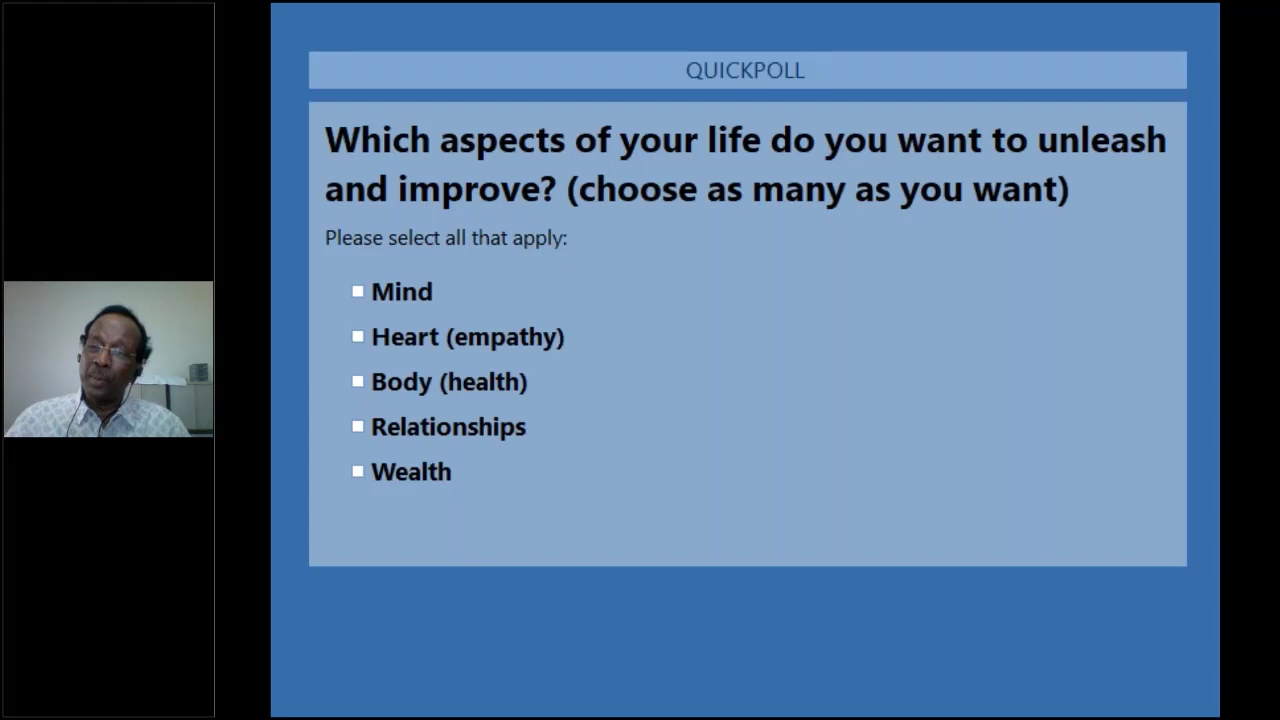 QUICKPOLL
Which aspects of your life do you want to unleash
and improve? (choose as many as you want)
Please select all that apply:
Mind
Heart (empathy)
Body (health)
Relationships
Wealth